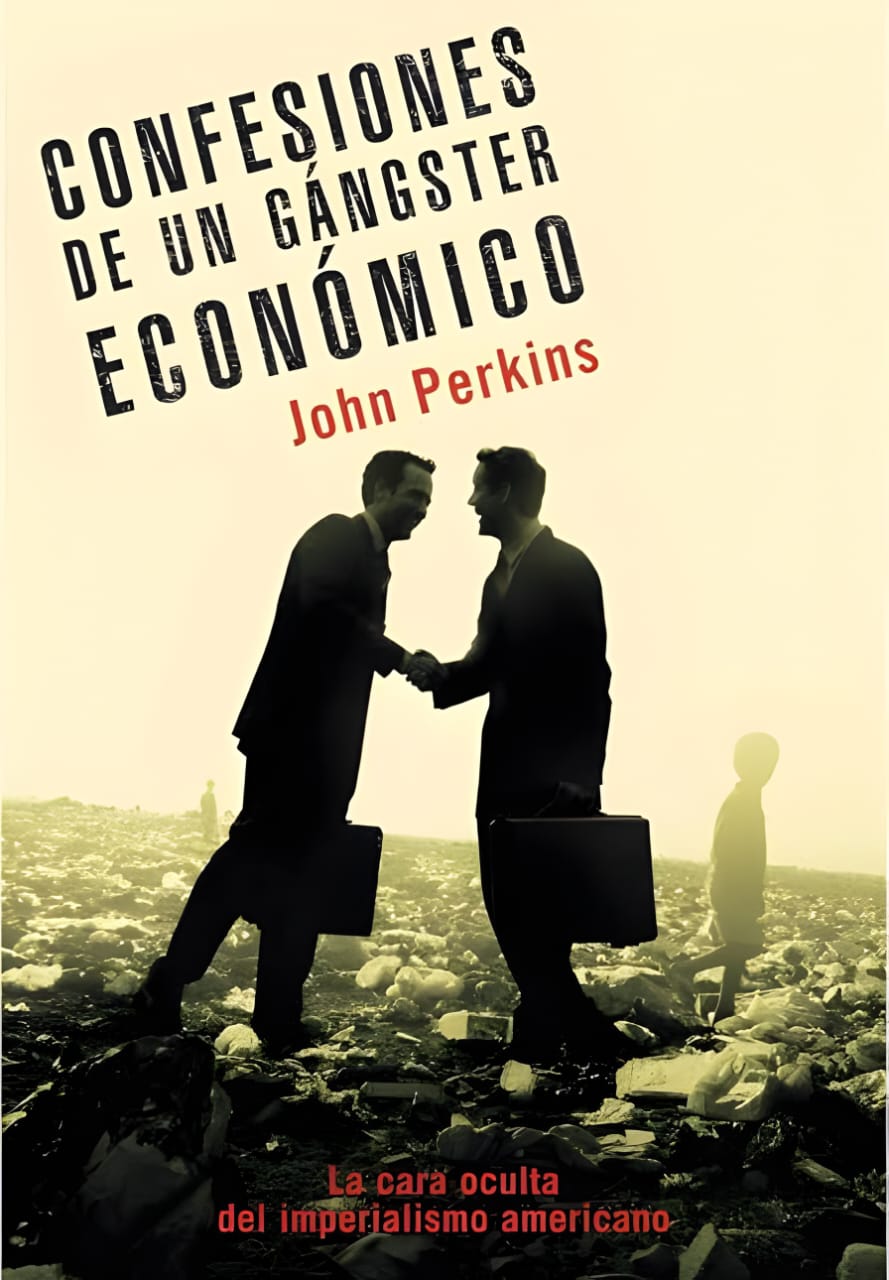 CONFESIONES
DE UN GÁNGSTER
ECONÓMICO
John Perkins
La cara oculta
del imperialismo americano